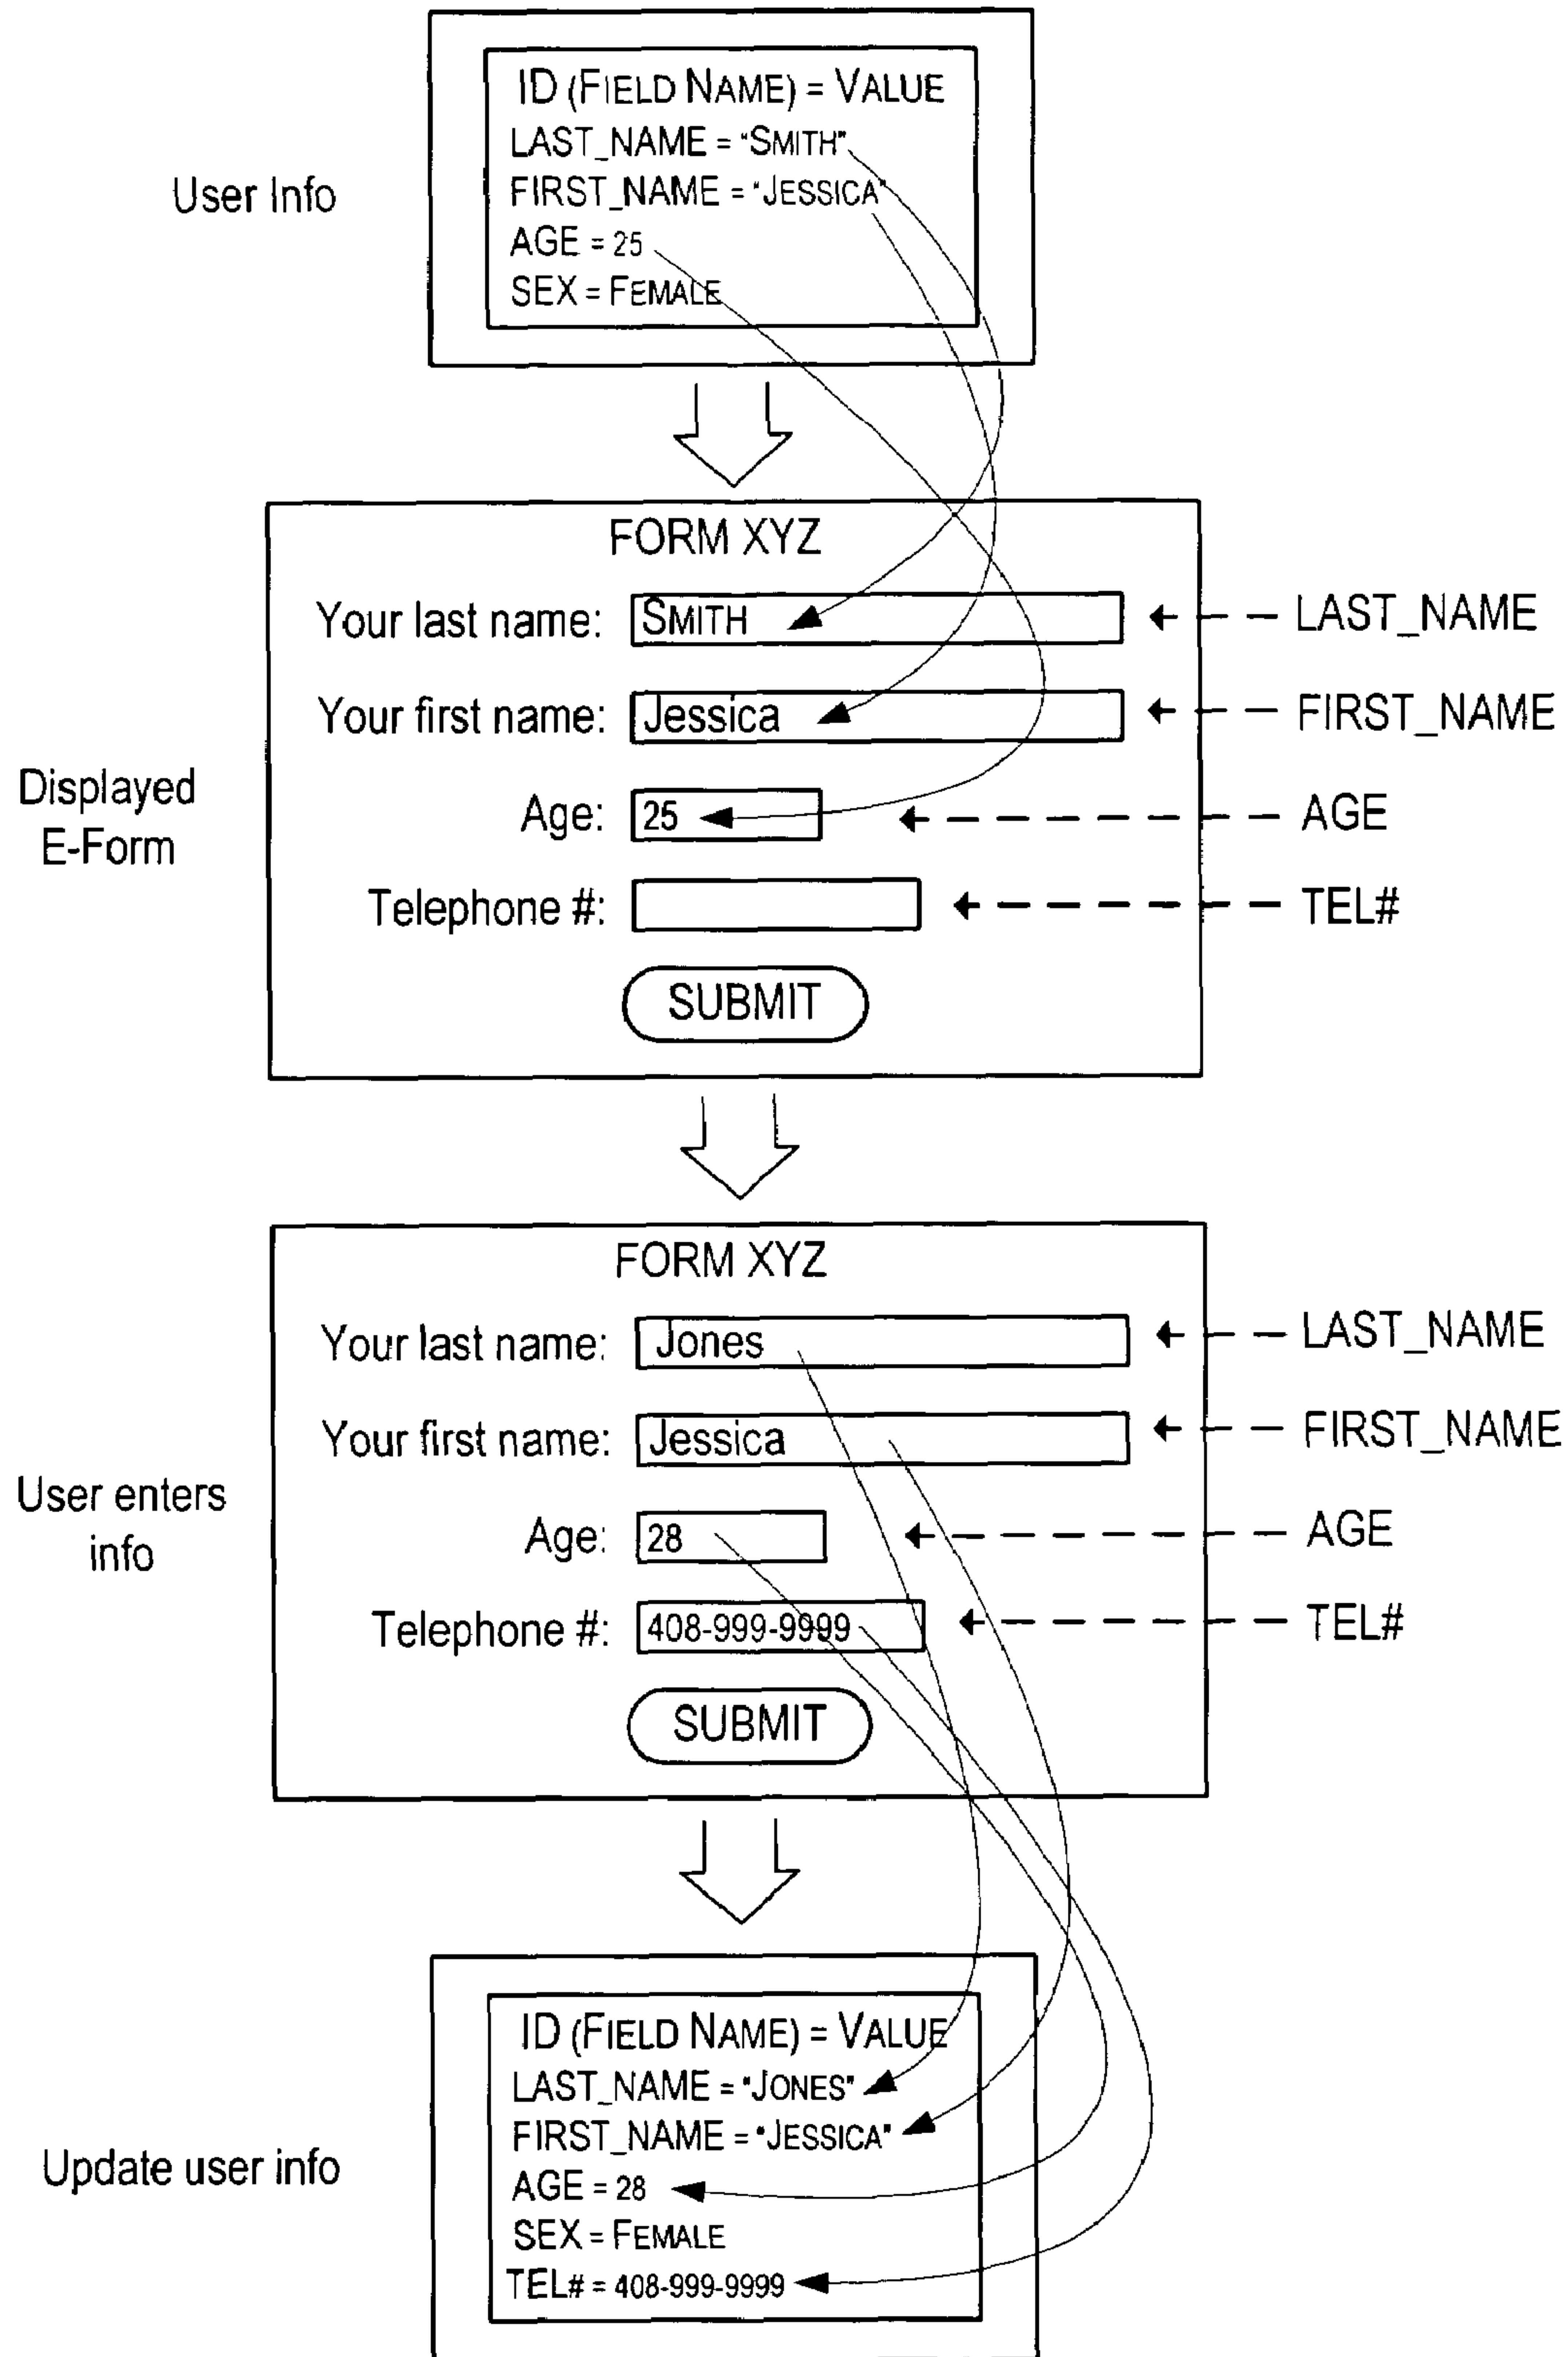 User Info
ID (FIELD NAME) = VALUE
LAST_NAME = "SMITH"
FIRST_NAME = "JESSICA"
AGE = 25
SEX = FEMALE
Displayed
E-Form
FORM XYZ
Your last name: SMITH LAST_NAME
Your first name: Jessica FIRST_NAME
Age: 25 AGE
Telephone #: TEL#
SUBMIT
User enters
info
FORM XYZ
Your last name: Jones LAST_NAME
Your first name: Jessica FIRST_NAME
Age: 28 AGE
Telephone #: 408-999-9999 TEL#
SUBMIT
Update user info
ID (FIELD NAME) = VALUE
LAST_NAME = "JONES"
FIRST_NAME = "JESSICA"
AGE = 28
SEX = FEMALE
TEL# = 408-999-9999